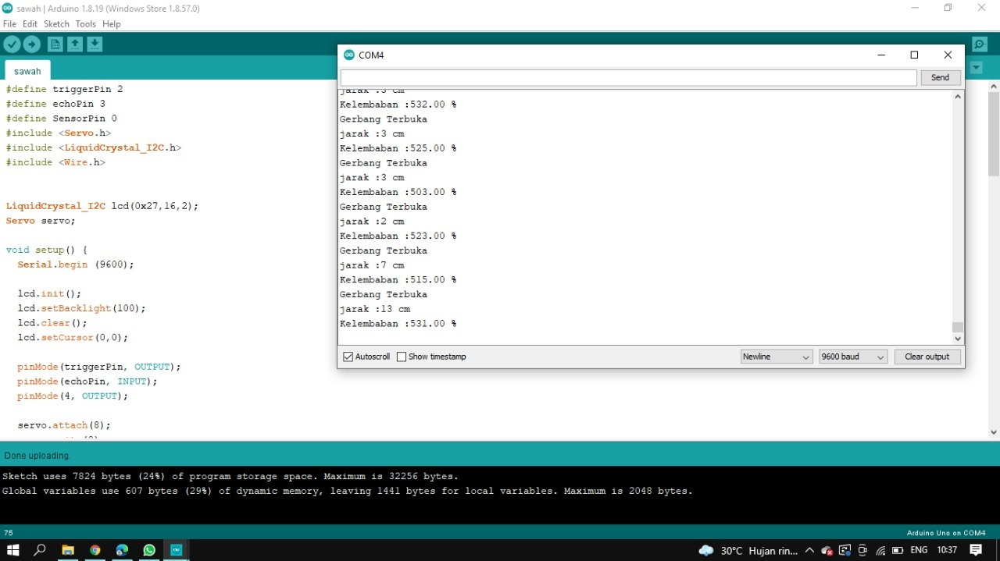 sawah | Arduino 1.8.19 (Windows Store 1.8.57.0)
File Edit Sketch Tools Help
sawah
#define triggerPin 2
#define echoPin 3
#define SensorPin 0
#include <Servo.h>
#include <LiquidCrystal_I2C.h>
#include <Wire.h>
LiquidCrystal_I2C lcd(0x27,16,2);
Servo servo;
void setup() {
Serial.begin (9600);
lcd.init();
lcd.setBacklight(100);
lcd.clear();
lcd.setCursor(0,0);
pinMode(triggerPin, OUTPUT);
pinMode(echoPin, INPUT);
pinMode(4, OUTPUT);
servo.attach(8);
COM4
Send
jarak :3 cm
Kelembaban :532.00 %
Gerbang Terbuka
jarak :3 cm
Kelembaban :525.00 %
Gerbang Terbuka
jarak :3 cm
Kelembaban :503.00 %
Gerbang Terbuka
jarak :2 cm
Kelembaban :523.00 %
Gerbang Terbuka
jarak :7 cm
Kelembaban :515.00 %
Gerbang Terbuka
jarak :13 cm
Kelembaban :531.00 %
Autoscroll Show timestamp Newline 9600 baud Clear output
Done uploading.
Sketch uses 7824 bytes (24%) of program storage space. Maximum is 32256 bytes.
Global variables use 607 bytes (29%) of dynamic memory, leaving 1441 bytes for local variables. Maximum is 2048 bytes.
75 Arduino Uno on COM4
30°C Hujan rin... ENG 10:37